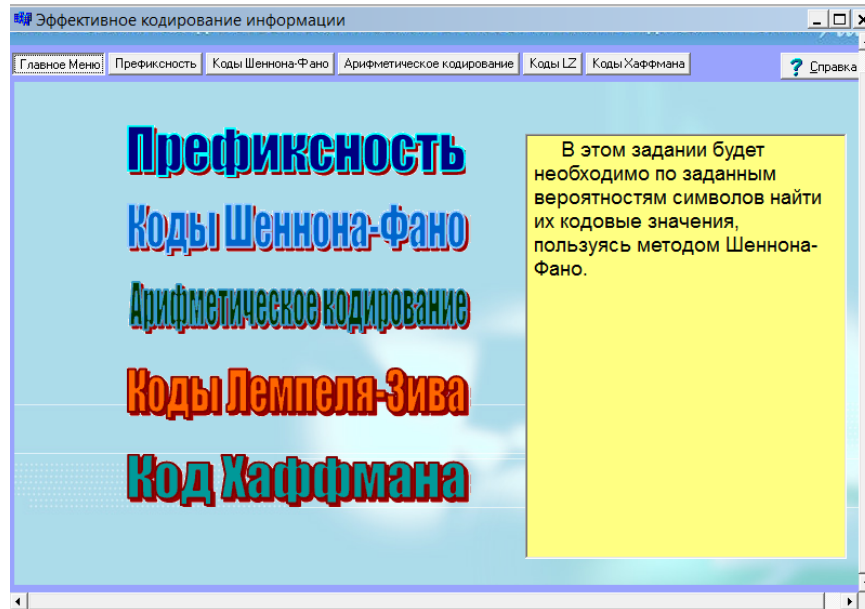 Эффективное кодирование информации
Главное Меню
Префиксность
Коды Шеннона-Фано
Арифметическое кодирование
Коды LZ
Коды Хаффмана
? Справка
Префиксность
Коды Шеннона-Фано
Арифметическое кодирование
Коды Лемпеля-Зива
Код Хаффмана
В этом задании будет
необходимо по заданным
вероятностям символов найти
их кодовые значения,
пользуясь методом Шеннона-
Фано.